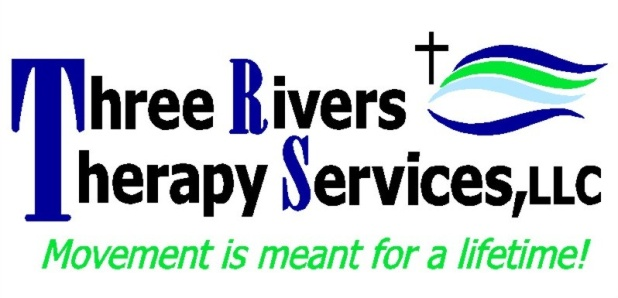 Three Rivers
Therapy Services, LLC
Movement is meant for a lifetime!